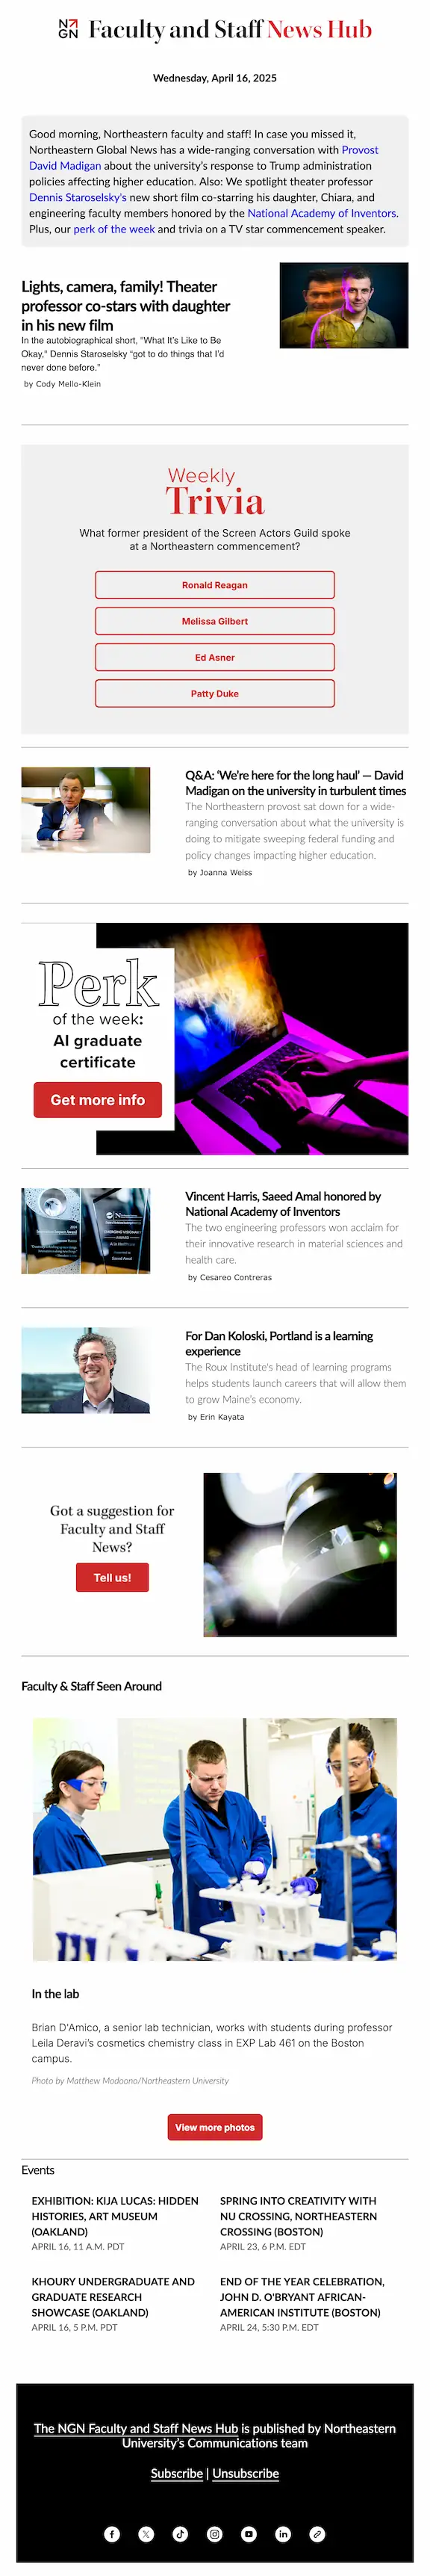 NGN Faculty and Staff News Hub
Wednesday, April 16, 2025
Good morning, Northeastern faculty and staff! In case you missed it,
Northeastern Global News has a wide-ranging conversation with Provost
David Madigan about the university's response to Trump administration
policies affecting higher education. Also: We spotlight theater professor
Dennis Staroselsky's new short film co-starring his daughter, Chiara, and
engineering faculty members honored by the National Academy of Inventors.
Plus, our perk of the week and trivia on a TV star commencement speaker.
Lights, camera, family! Theater
professor co-stars with daughter
in his new film
In the autobiographical short, "What It's Like to Be
Okay," Dennis Staroselsky "got to do things that I'd
never done before."
by Cody Mello-Klein
Weekly
Trivia
What former president of the Screen Actors Guild spoke
at a Northeastern commencement?
Ronald Reagan
Melissa Gilbert
Ed Asner
Patty Duke
Q&A: 'We're here for the long haul' — David
Madigan on the university in turbulent times
The Northeastern provost sat down for a wide-
ranging conversation about what the university is
doing to mitigate sweeping federal funding and
policy changes impacting higher education.
by Joanna Weiss
Perk
of the week:
AI graduate
certificate
Get more info
Vincent Harris, Saeed Amal honored by
National Academy of Inventors
The two engineering professors won acclaim for
their innovative research in material sciences and
health care.
by Cesareo Contreras
For Dan Koloski, Portland is a learning
experience
The Roux Institute's head of learning programs
helps students launch careers that will allow them
to grow Maine's economy.
by Erin Kayata
Got a suggestion for
Faculty and Staff
News?
Tell us!
Faculty & Staff Seen Around
In the lab
Brian D'Amico, a senior lab technician, works with students during professor
Leila Deravi's cosmetics chemistry class in EXP Lab 461 on the Boston
campus.
Photo by Matthew Modoono/Northeastern University
View more photos
Events
EXHIBITION: KIJA LUCAS: HIDDEN
HISTORIES, ART MUSEUM
(OAKLAND)
APRIL 16, 11 A.M. PDT
SPRING INTO CREATIVITY WITH
NU CROSSING, NORTHEASTERN
CROSSING (BOSTON)
APRIL 23, 6 P.M. EDT
KHOURY UNDERGRADUATE AND
GRADUATE RESEARCH
SHOWCASE (OAKLAND)
APRIL 16, 5 P.M. PDT
END OF THE YEAR CELEBRATION,
JOHN D. O'BRYANT AFRICAN-
AMERICAN INSTITUTE (BOSTON)
APRIL 24, 5:30 P.M. EDT
The NGN Faculty and Staff News Hub is published by Northeastern
University's Communications team
Subscribe | Unsubscribe